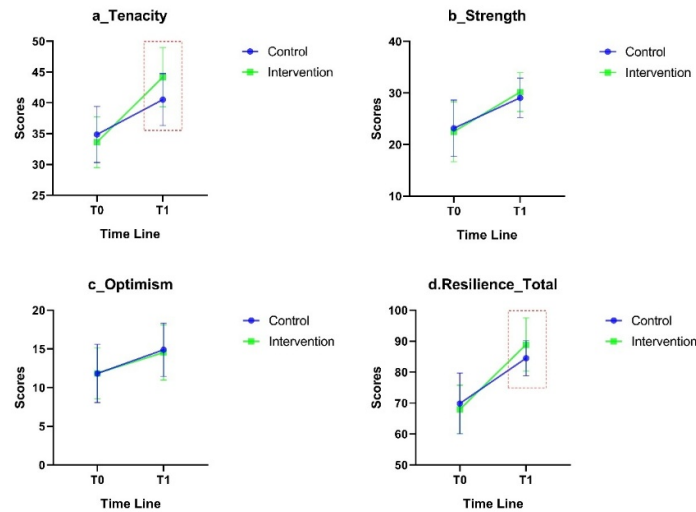 a_Tenacity
50
45
40
35
30
25
Scores
T0
T1
Time Line
Control
Intervention
b_Strength
40
30
20
10
Scores
T0
T1
Time Line
Control
Intervention
c_Optimism
20
15
10
5
0
Scores
T0
T1
Time Line
Control
Intervention
d.Resilience_Total
100
90
80
70
60
50
Scores
T0
T1
Time Line
Control
Intervention